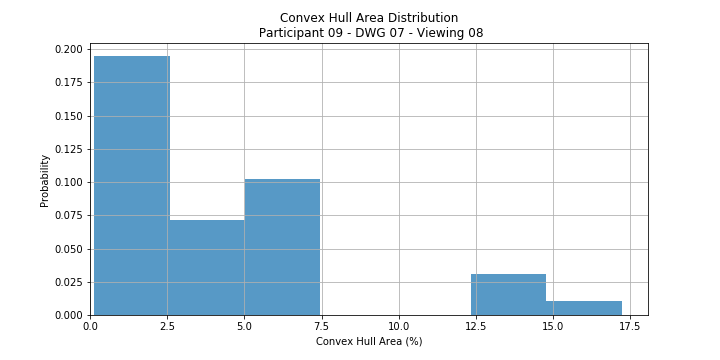 Convex Hull Area Distribution
Participant 09 - DWG 07 - Viewing 08
0.200
0.175
0.150
0.125
0.100
0.075
0.050
0.025
0.000
Probability
0.0 2.5 5.0 7.5 10.0 12.5 15.0 17.5
Convex Hull Area (%)